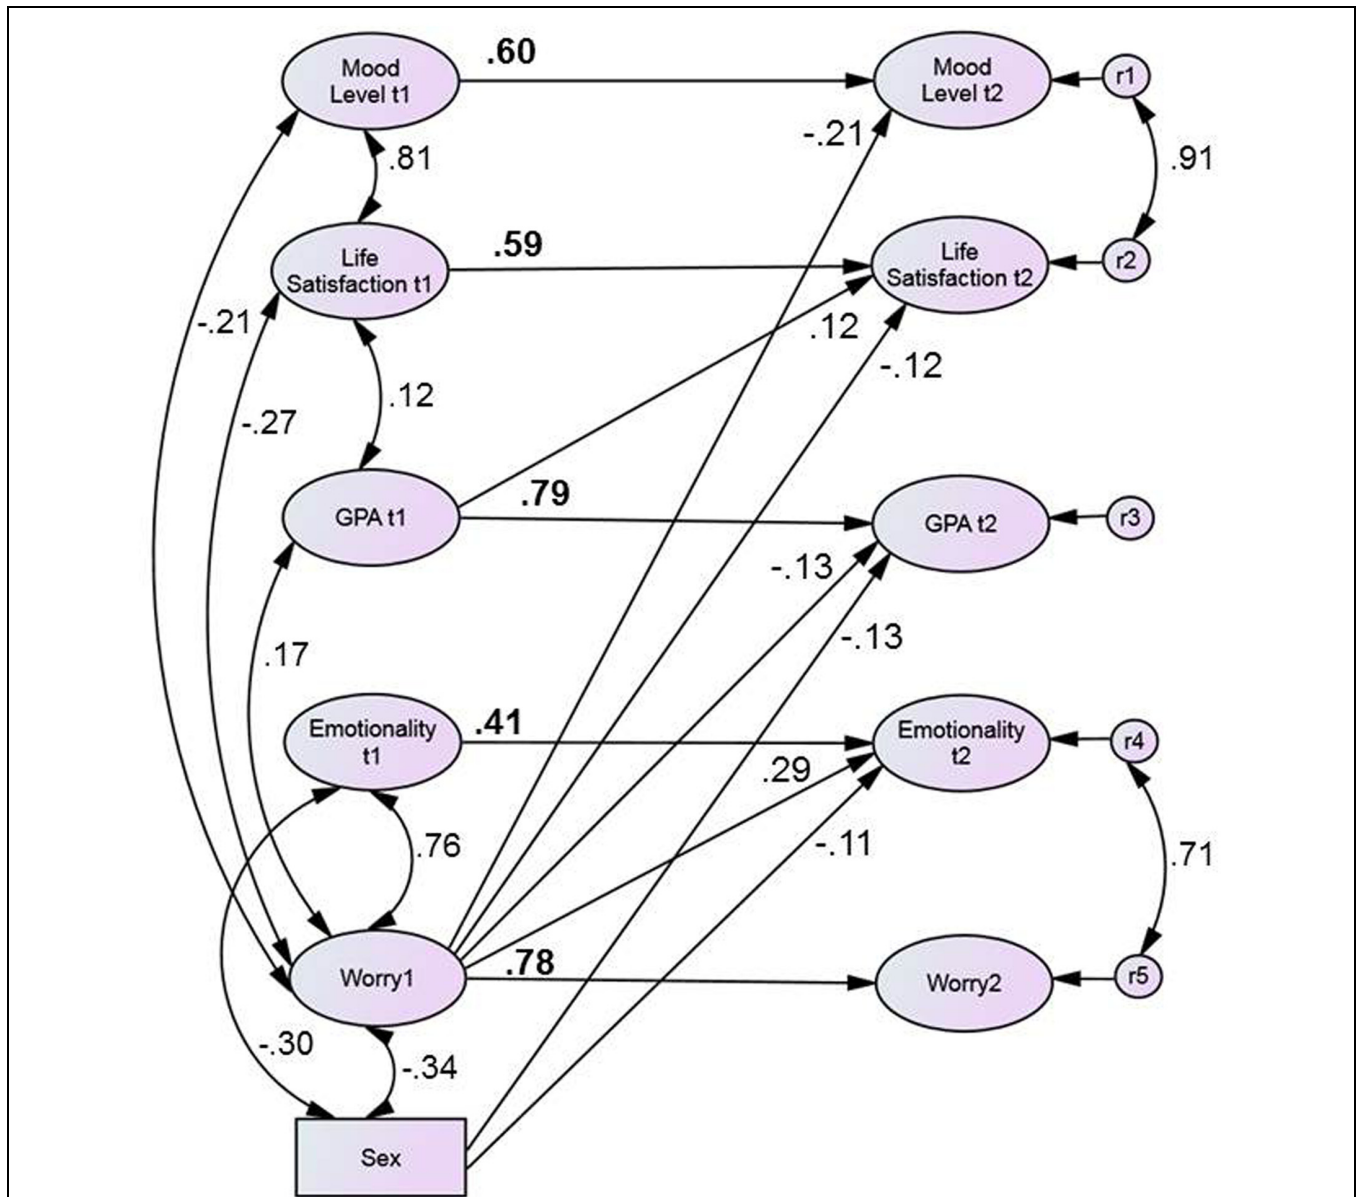 .60
Mood
Level t1
Mood
Level t2
r1
-.21
.81
.91
.59
Life
Satisfaction t1
Life
Satisfaction t2
r2
-.21
.12
-.12
-.27
.12
.79
GPA t1
GPA t2
r3
-.13
-.13
.17
.41
Emotionality
t1
Emotionality
t2
r4
.29
.76
-.11
.71
.78
Worry1
Worry2
r5
-.30
-.34
Sex